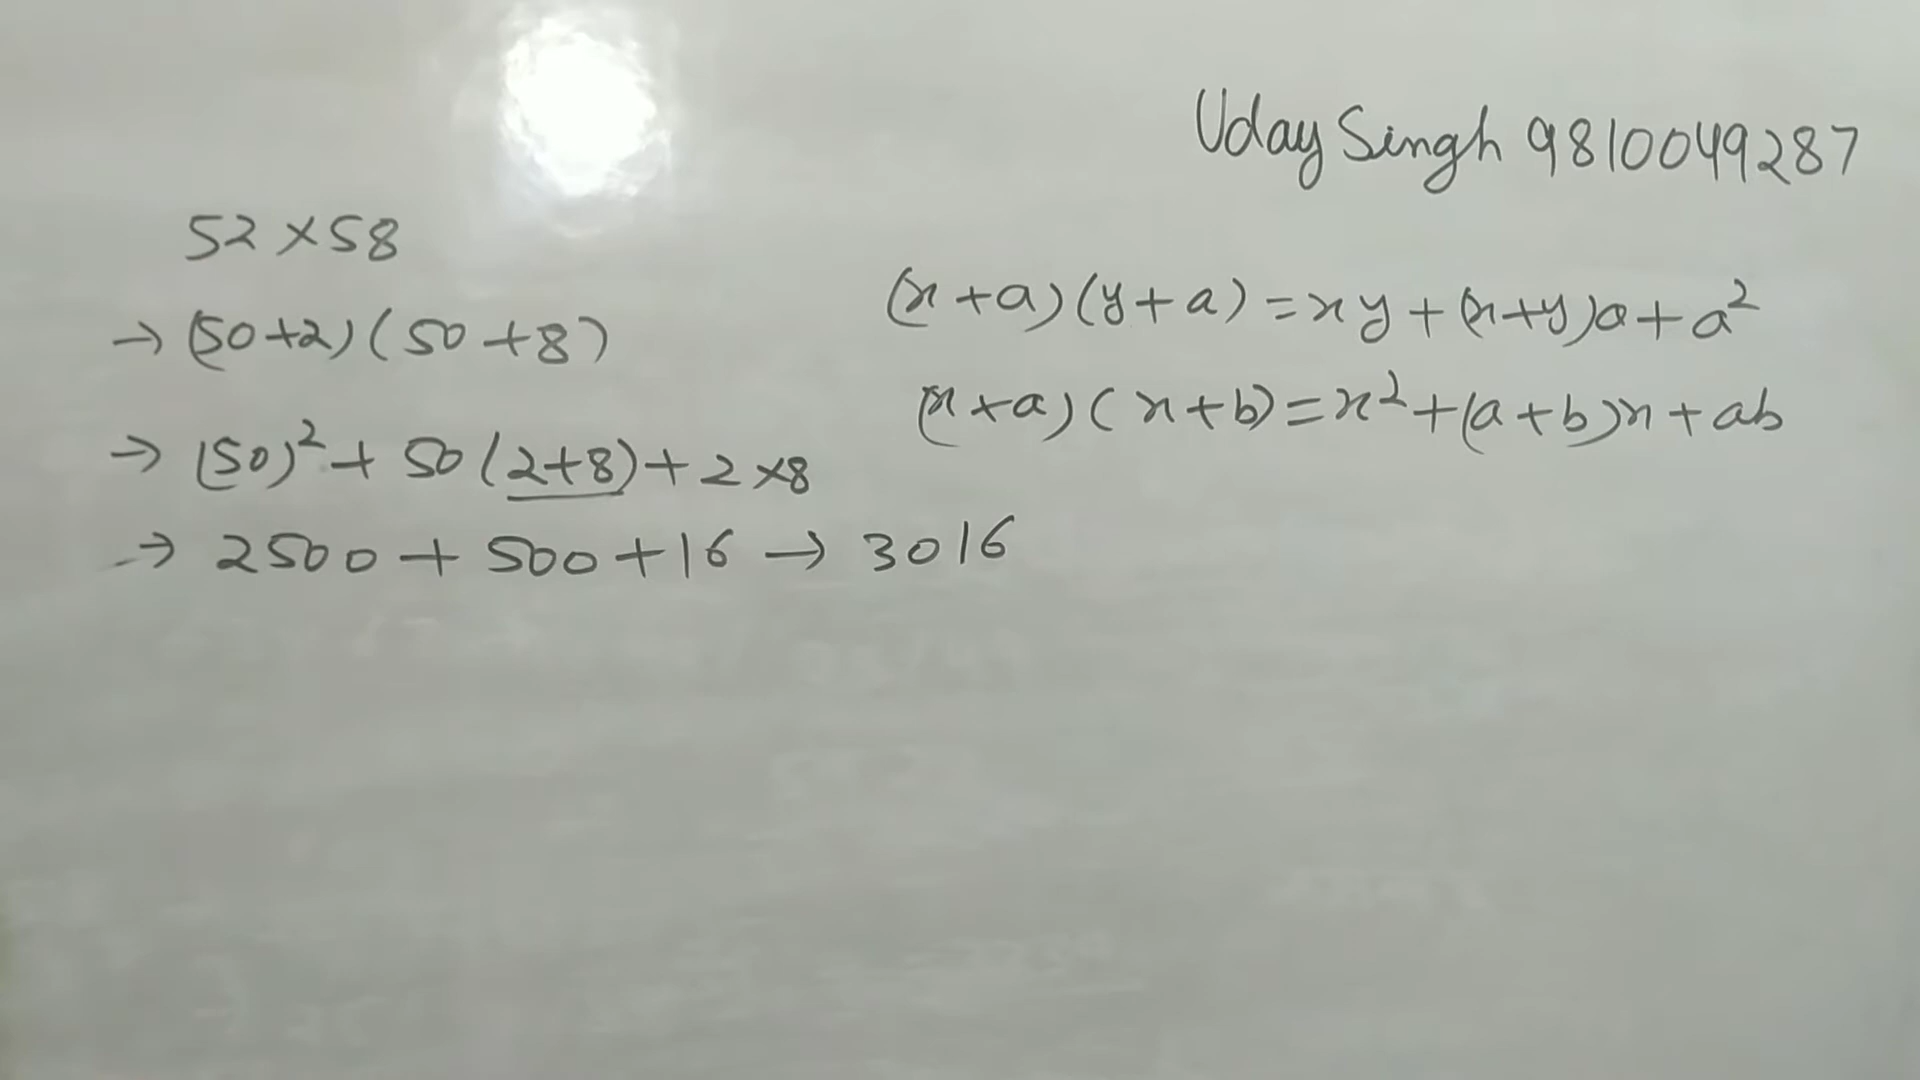 Uday Singh 9810049287
52×58
→ (50+2)(50+8)
→ (50)²+ 50(2+8)+2×8
→ 2500+500+16→3016
(x+a)(y+a)=xy+(x+y)a+a²
(x+a)(x+b)=x²+(a+b)x+ab